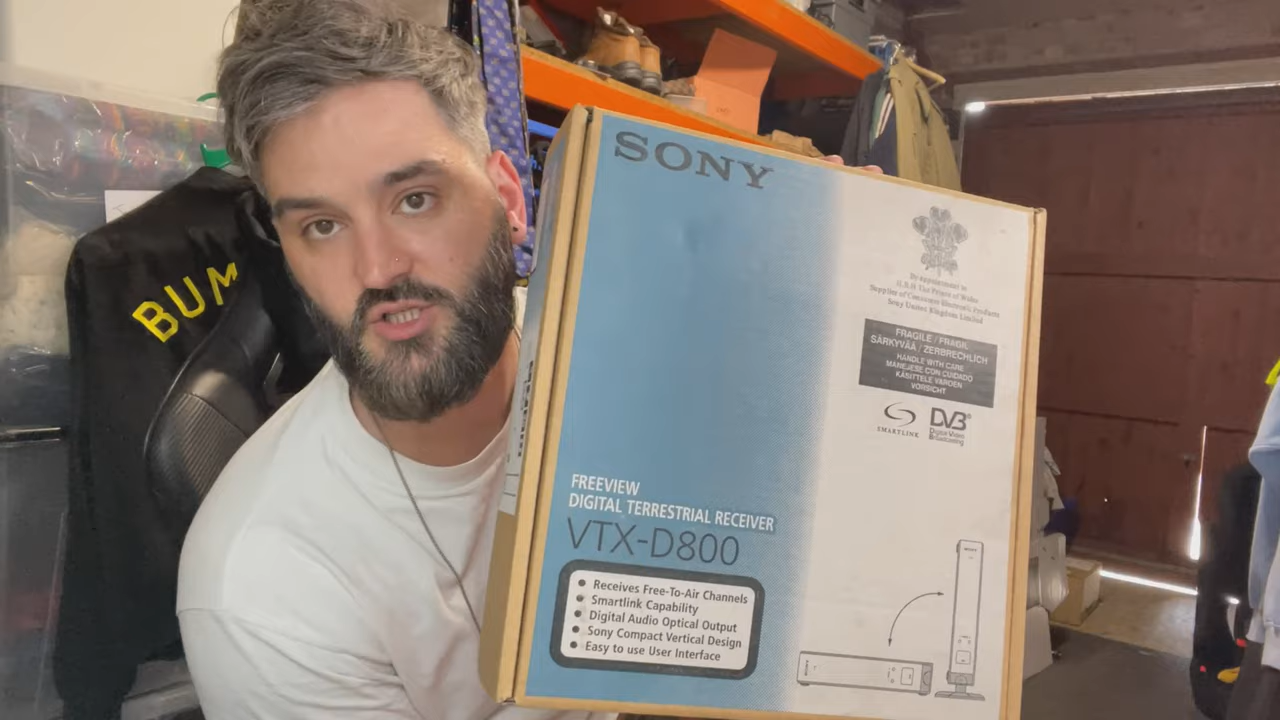 BUM
SONY
By appointment to
H.R.H. The Prince of Wales
Supplier of Consumer Electronic Products
Sony United Kingdom Limited
FRAGILE / FRAGIL
SÄRKYVÄÄ / ZERBRECHLICH
HANDLE WITH CARE
MANEJESE CON CUIDADO
KÄSITTELE VAROEN
VORSICHT
SMARTLINK
DVB®
Digital Video
Broadcasting
FREEVIEW
DIGITAL TERRESTRIAL RECEIVER
VTX-D800
• Receives Free-To-Air Channels
• Smartlink Capability
• Digital Audio Optical Output
• Sony Compact Vertical Design
• Easy to use User Interface